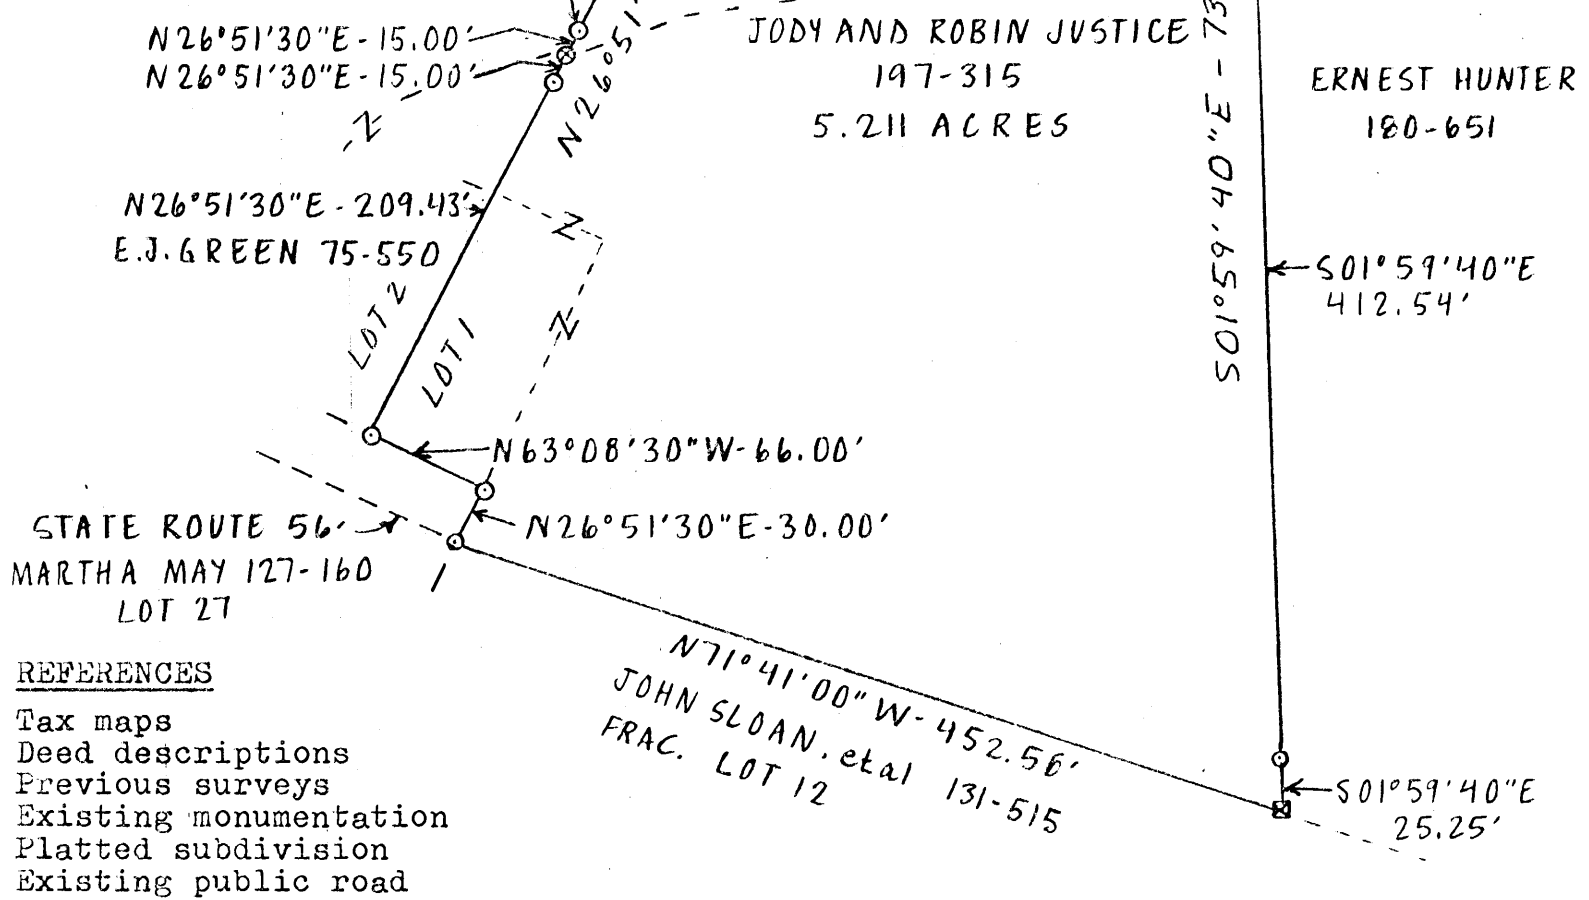 N26°51'30"E-15.00'
N26°51'30"E-15.00'
N26°51'
JODY AND ROBIN JUSTICE
197-315
5.211 ACRES
S01°59'40"E-
ERNEST HUNTER
180-651
Z
N26°51'30"E-209.43'
E.J. GREEN 75-550
Z
Z
LOT 2
LOT 1
S01°59'40"E
412.54'
N63°08'30"W-66.00'
STATE ROUTE 56
N26°51'30"E-30.00'
MARTHA MAY 127-160
LOT 27
N71°41'00"W-452.56'
JOHN SLOAN, etal 131-515
FRAC. LOT 12
S01°59'40"E
25.25'
REFERENCES
Tax maps
Deed descriptions
Previous surveys
Existing monumentation
Platted subdivision
Existing public road